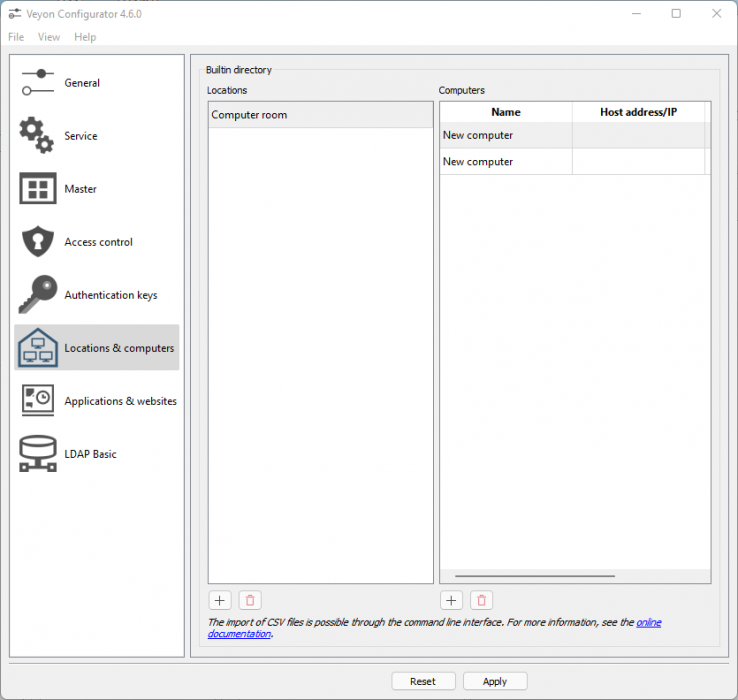 Veyon Configurator 4.6.0
File View Help
General
Service
Master
Access control
Authentication keys
Locations & computers
Applications & websites
LDAP Basic
Builtin directory
Locations
Computer room
Computers
Name Host address/IP
New computer
New computer
The import of CSV files is possible through the command line interface. For more information, see the online
documentation.
Reset Apply